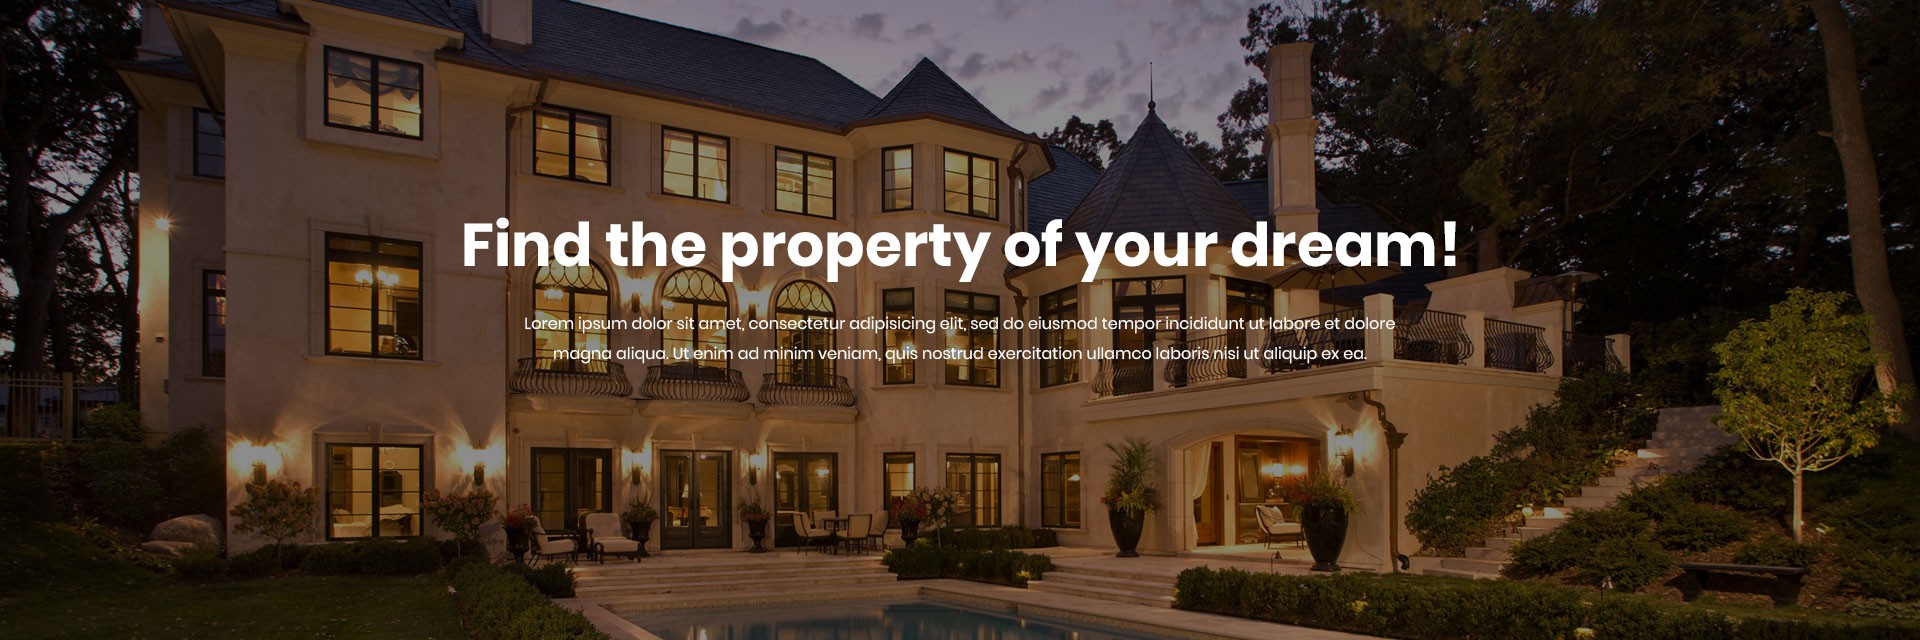 Find the property of your dream!
Lorem ipsum dolor sit amet, consectetur adipisicing elit, sed do eiusmod tempor incididunt ut labore et dolore
magna aliqua. Ut enim ad minim veniam, quis nostrud exercitation ullamco laboris nisi ut aliquip ex ea.